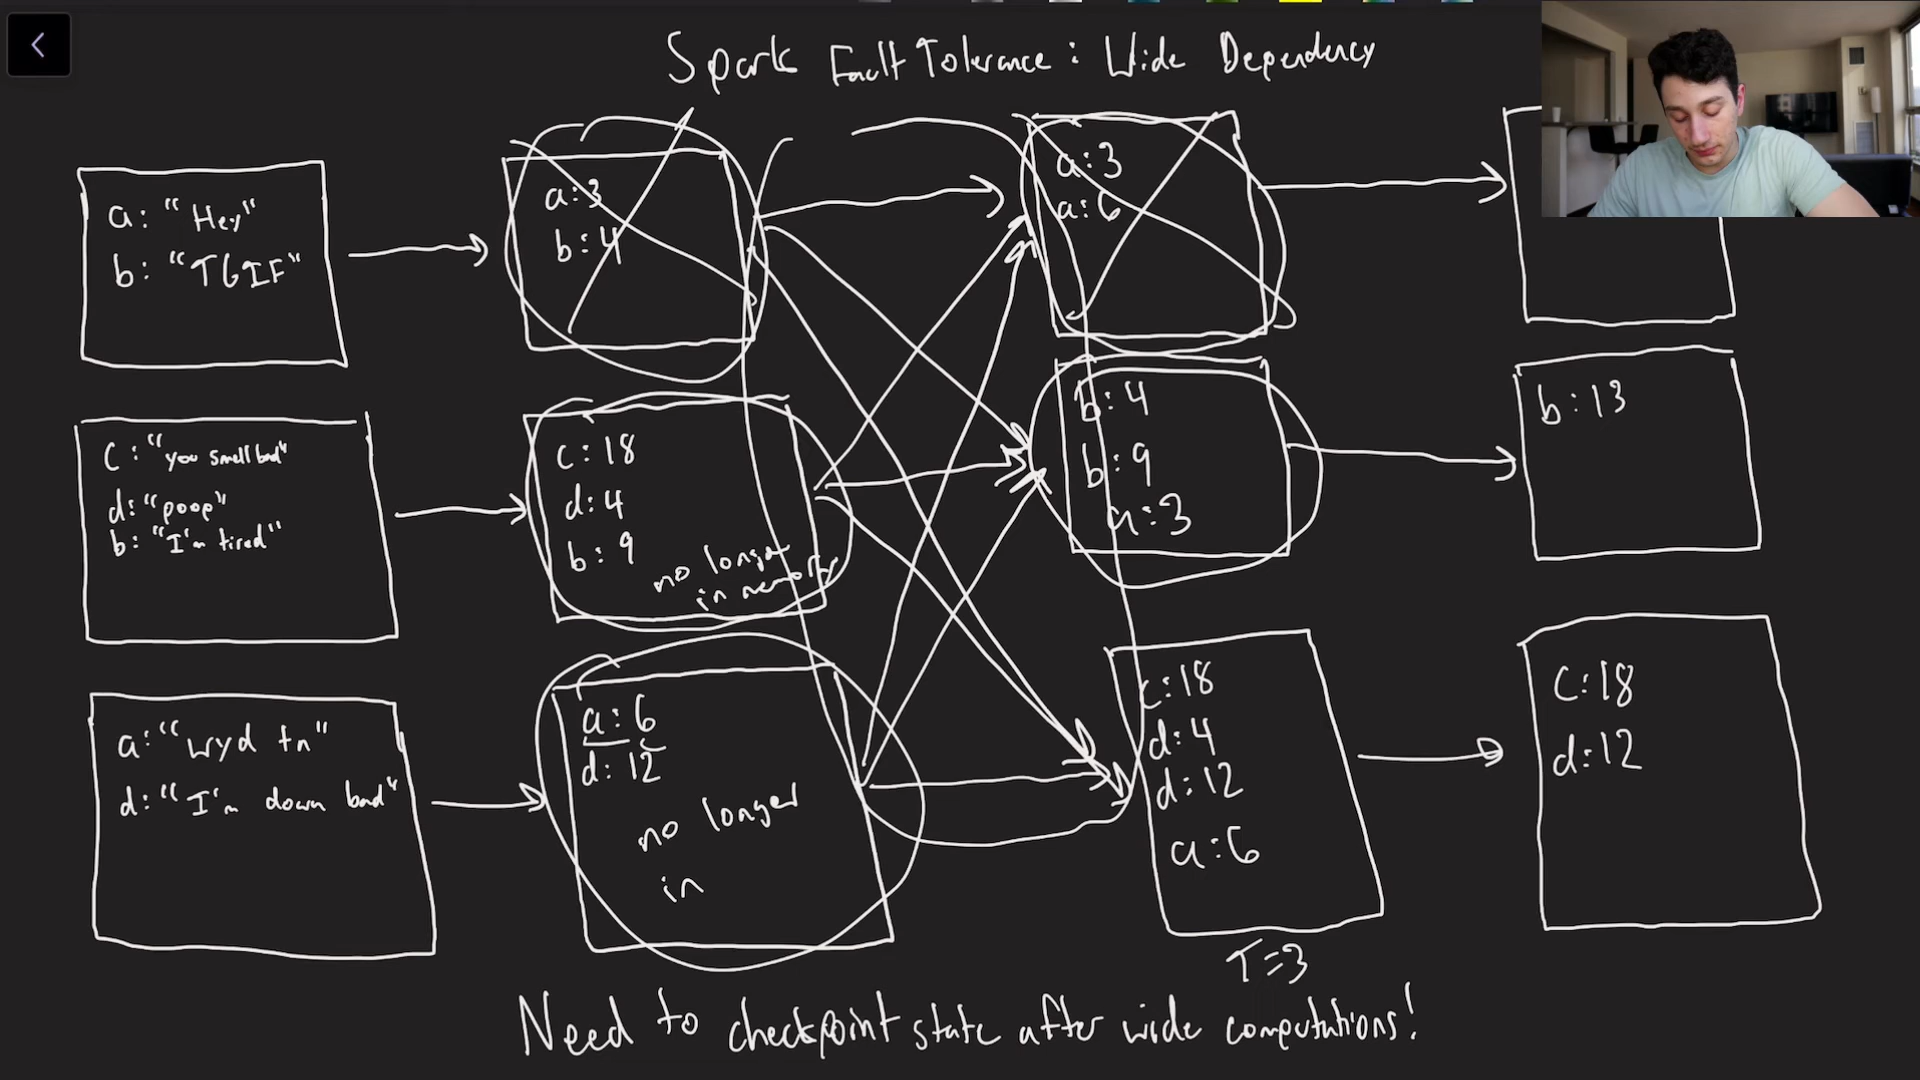 Spark Fault Tolerance: Wide Dependency
a: "Hey"
b: "TGIF"
a:3
b:4
a:3
a:6
c: "you smell bad"
d: "poop"
b: "I'm tired"
c:18
d:4
b:9
no longer
in memory
b:4
b:9
a:3
b:13
a: "wyd tn"
d: "I'm down bad"
a:6
d:12
no longer
in
c:18
d:4
d:12
a:6
T=3
c:18
d:12
Need to checkpoint state after wide computations!